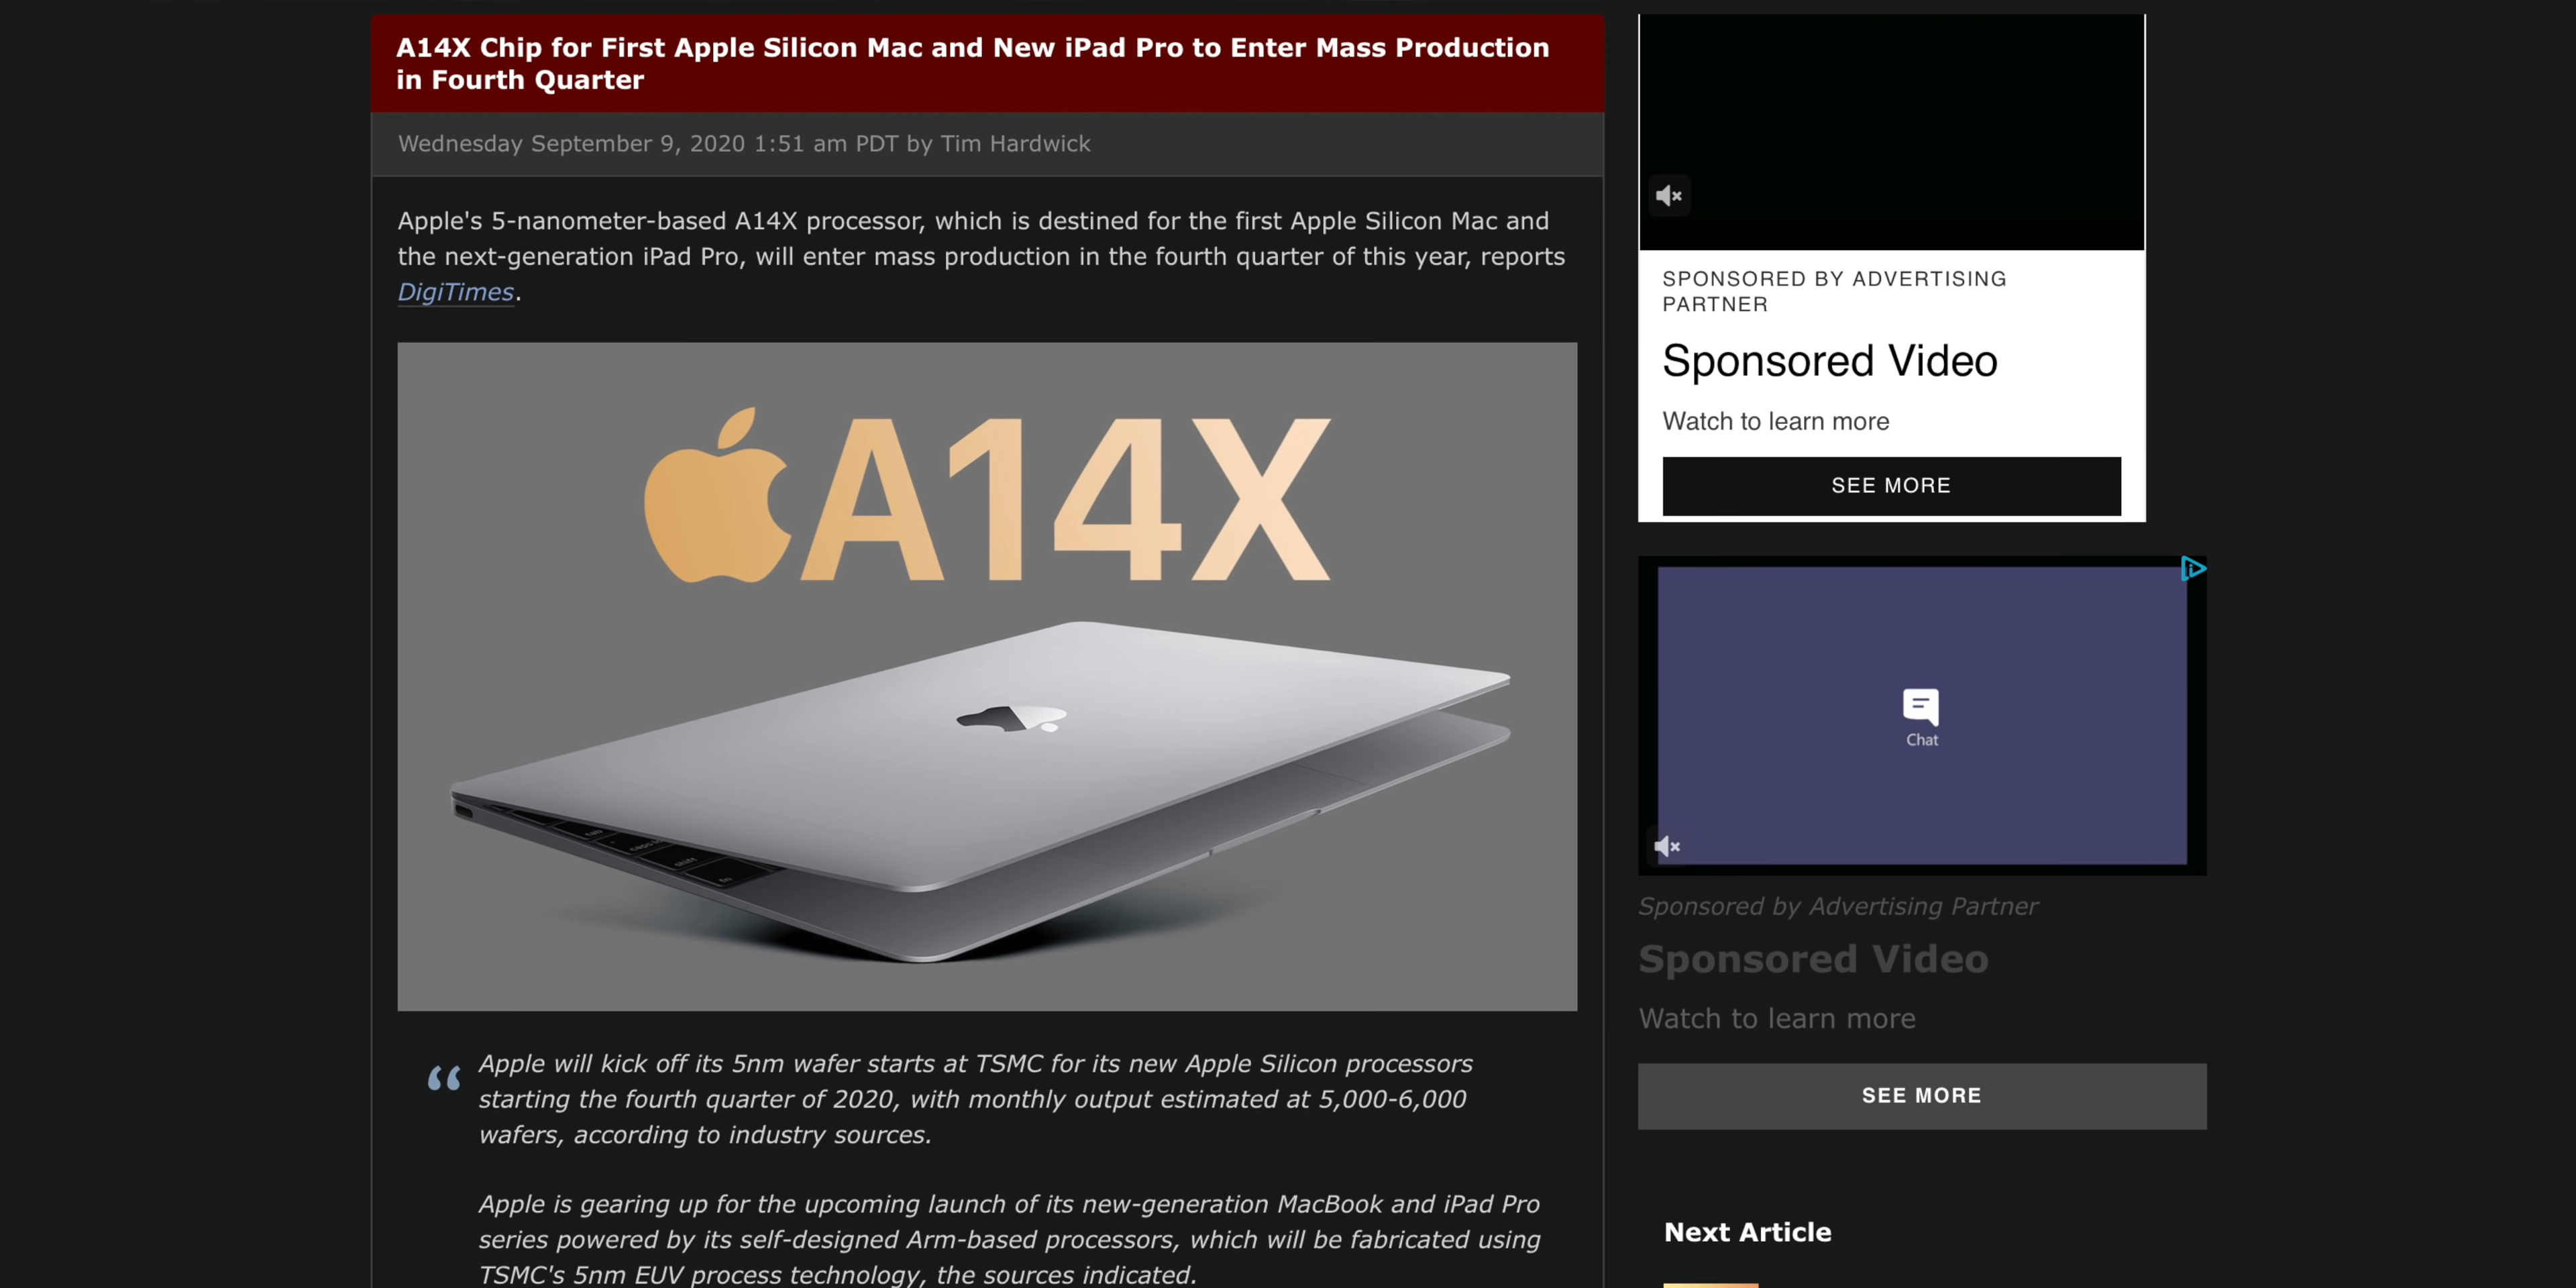 A14X Chip for First Apple Silicon Mac and New iPad Pro to Enter Mass Production
in Fourth Quarter
Wednesday September 9, 2020 1:51 am PDT by Tim Hardwick
Apple's 5-nanometer-based A14X processor, which is destined for the first Apple Silicon Mac and
the next-generation iPad Pro, will enter mass production in the fourth quarter of this year, reports
DigiTimes.
A14X
“ Apple will kick off its 5nm wafer starts at TSMC for its new Apple Silicon processors
starting the fourth quarter of 2020, with monthly output estimated at 5,000-6,000
wafers, according to industry sources.
Apple is gearing up for the upcoming launch of its new-generation MacBook and iPad Pro
series powered by its self-designed Arm-based processors, which will be fabricated using
TSMC's 5nm EUV process technology, the sources indicated.
SPONSORED BY ADVERTISING
PARTNER
Sponsored Video
Watch to learn more
SEE MORE
Chat
Sponsored by Advertising Partner
Sponsored Video
Watch to learn more
SEE MORE
Next Article